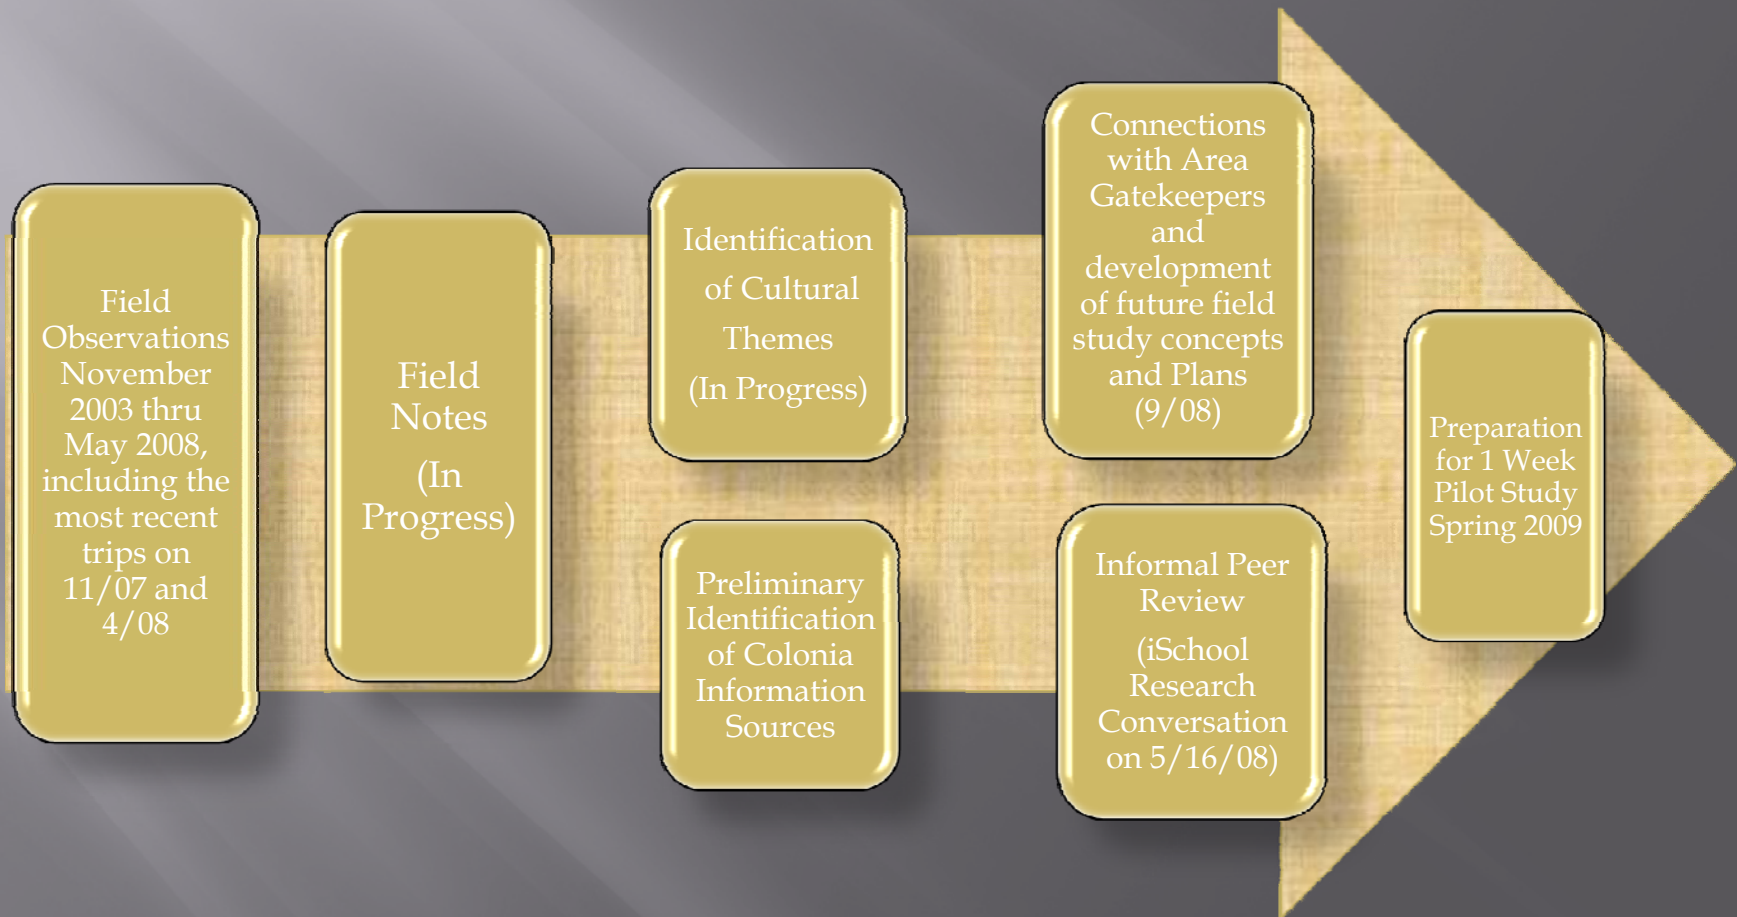 Field
Observations
November
2003 thru
May 2008,
including the
most recent
trips on
11/07 and
4/08
Field
Notes
(In
Progress)
Identification
of Cultural
Themes
(In Progress)
Preliminary
Identification
of Colonia
Information
Sources
Connections
with Area
Gatekeepers
and
development
of future field
study concepts
and Plans
(9/08)
Informal Peer
Review
(iSchool
Research
Conversation
on 5/16/08)
Preparation
for 1 Week
Pilot Study
Spring 2009